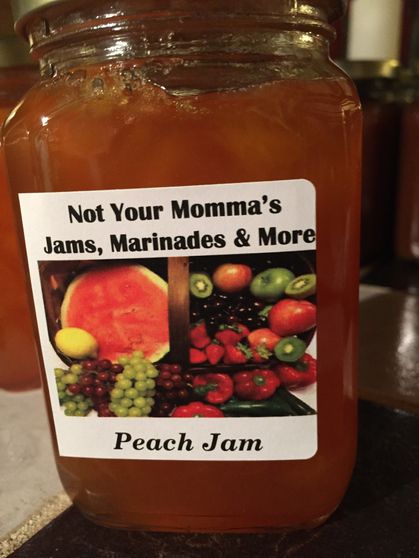 Not Your Momma's
Jams, Marinades & More
Peach Jam